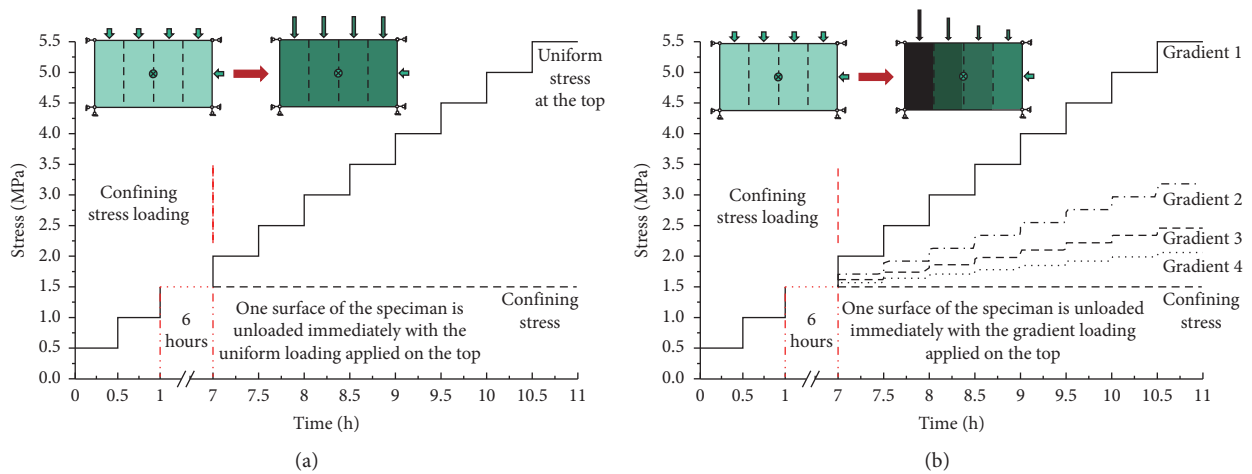 5.5
5.0
4.5
4.0
3.5
3.0
2.5
2.0
1.5
1.0
0.5
0.0
Stress (MPa)
Uniform
stress
at the top
Confining
stress loading
6
hours
One surface of the speciman is
unloaded immediately with the
uniform loading applied on the top
Confining
stress
0 0.5 1 7 7.5 8 8.5 9 9.5 10 10.5 11
Time (h)
(a)
5.5
5.0
4.5
4.0
3.5
3.0
2.5
2.0
1.5
1.0
0.5
0.0
Stress (MPa)
Gradient 1
Confining
stress loading
Gradient 2
Gradient 3
Gradient 4
6
hours
One surface of the speciman is unloaded
immediately with the gradient loading
applied on the top
Confining
stress
0 0.5 1 7 7.5 8 8.5 9 9.5 10 10.5 11
Time (h)
(b)